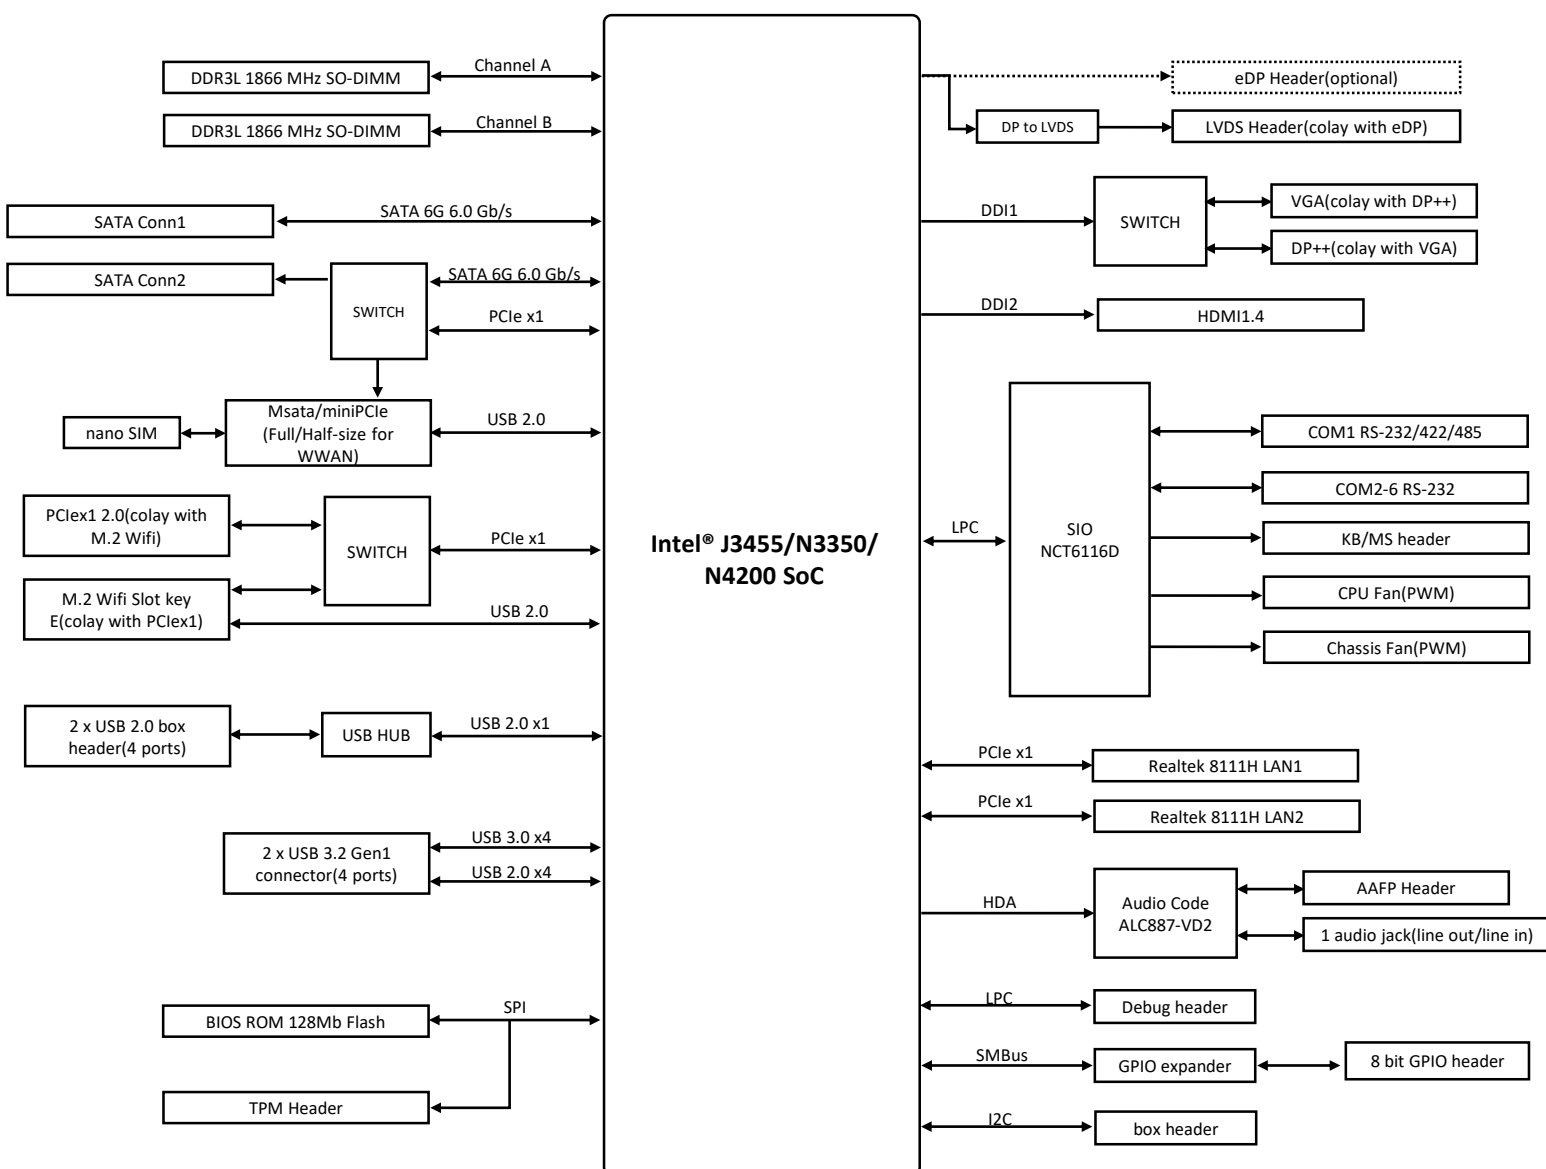 DDR3L 1866 MHz SO-DIMM
Channel A
DDR3L 1866 MHz SO-DIMM
Channel B
SATA Conn1
SATA 6G 6.0 Gb/s
SATA Conn2
SWITCH
SATA 6G 6.0 Gb/s
PCIe x1
nano SIM
Msata/miniPCIe
(Full/Half-size for
WWAN)
USB 2.0
PCIex1 2.0(colay with
M.2 Wifi)
SWITCH
PCIe x1
M.2 Wifi Slot key
E(colay with PCIex1)
USB 2.0
2 x USB 2.0 box
header(4 ports)
USB HUB
USB 2.0 x1
2 x USB 3.2 Gen1
connector(4 ports)
USB 3.0 x4
USB 2.0 x4
BIOS ROM 128Mb Flash
SPI
TPM Header
Intel® J3455/N3350/
N4200 SoC
eDP Header(optional)
DP to LVDS
LVDS Header(colay with eDP)
DDI1
SWITCH
VGA(colay with DP++)
DP++(colay with VGA)
DDI2
HDMI1.4
LPC
SIO
NCT6116D
COM1 RS-232/422/485
COM2-6 RS-232
KB/MS header
CPU Fan(PWM)
Chassis Fan(PWM)
PCIe x1
Realtek 8111H LAN1
PCIe x1
Realtek 8111H LAN2
HDA
Audio Code
ALC887-VD2
AAFP Header
1 audio jack(line out/line in)
LPC
Debug header
SMBus
GPIO expander
8 bit GPIO header
I2C
box header